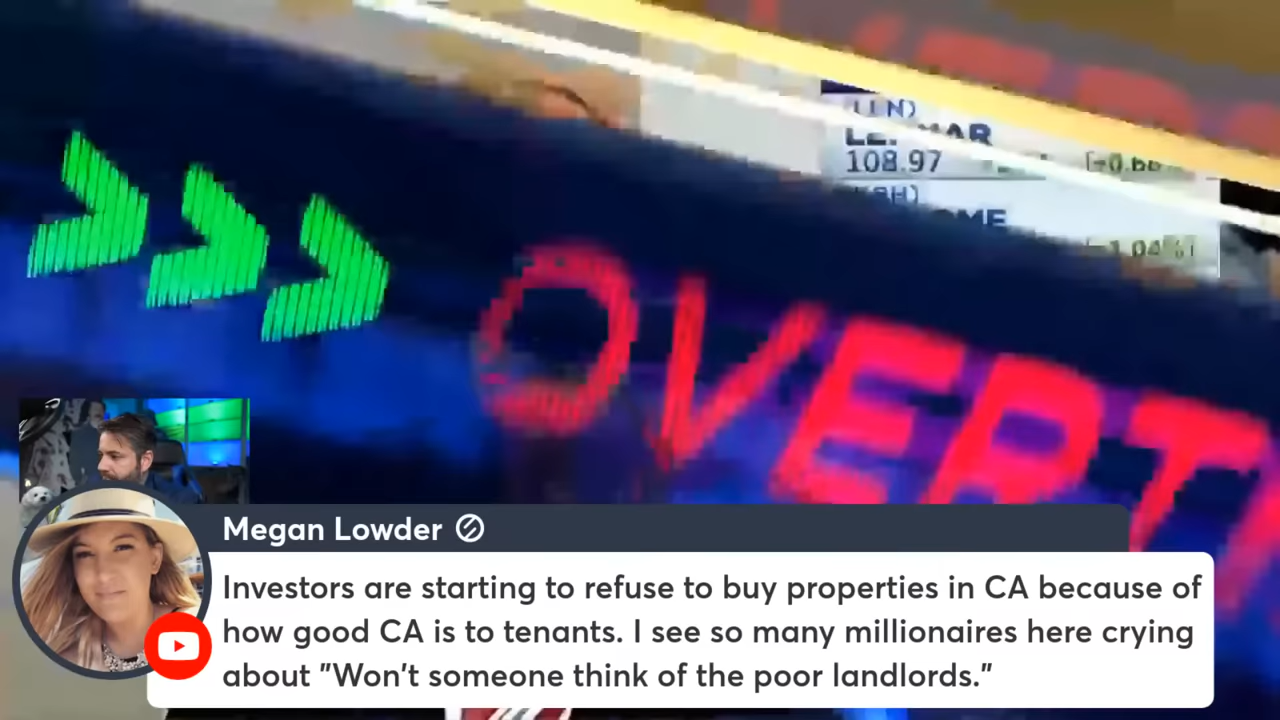 108.97
OVERT
Megan Lowder
Investors are starting to refuse to buy properties in CA because of
how good CA is to tenants. I see so many millionaires here crying
about "Won't someone think of the poor landlords."